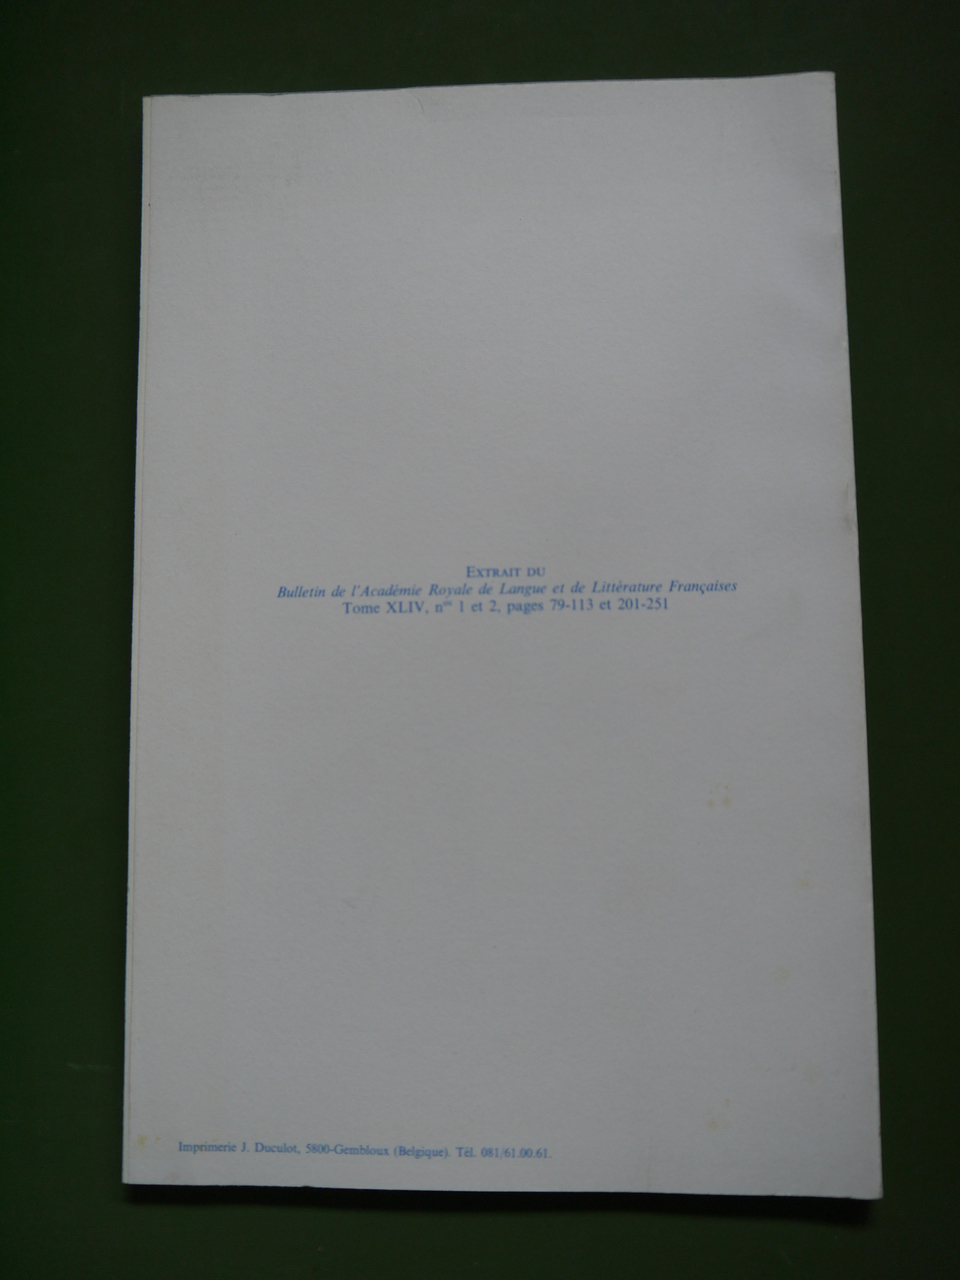 EXTRAIT DU
Bulletin de l'Académie Royale de Langue et de Littérature Françaises
Tome XLIV, nos 1 et 2, pages 79-113 et 201-251
Imprimerie J. Duculot, 5800-Gembloux (Belgique). Tél. 081/61.00.61.